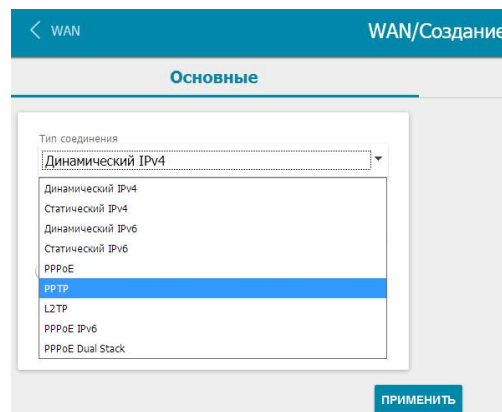 WAN
WAN/Создание
Основные
Тип соединения
Динамический IPv4
Динамический IPv4
Статический IPv4
Динамический IPv6
Статический IPv6
PPPoE
PPTP
L2TP
PPPoE IPv6
PPPoE Dual Stack
ПРИМЕНИТЬ